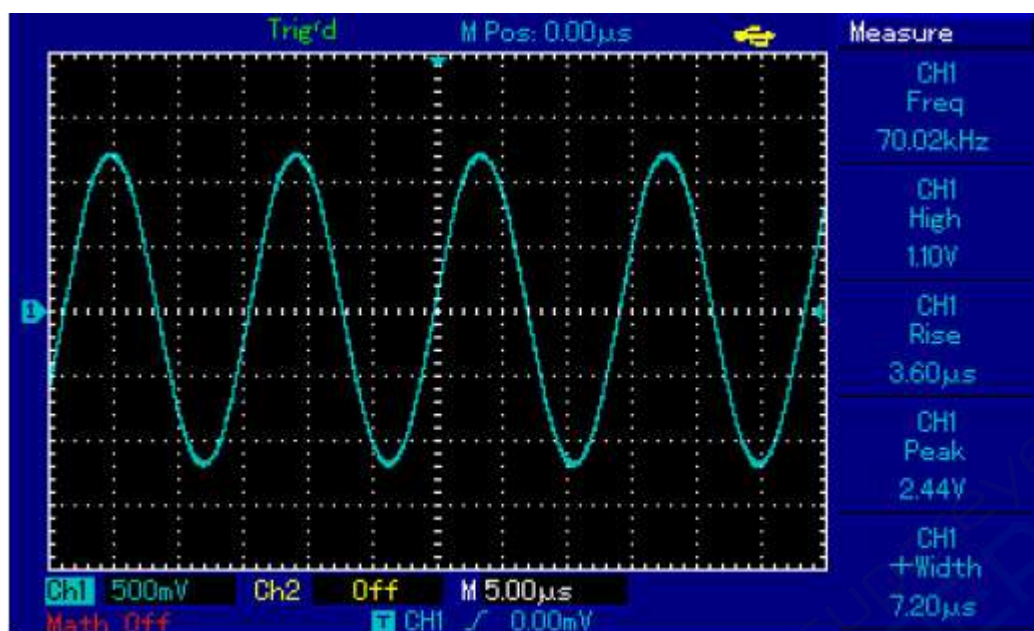 Trig'd M Pos: 0.00μs Measure
CH1
Freq
70.02kHz
CH1
High
1.10V
CH1
Rise
3.60μs
CH1
Peak
2.44V
CH1
+Width
7.20μs
1
Ch1 500mV Ch2 Off M 5.00μs
Math Off T CH1 0.00mV